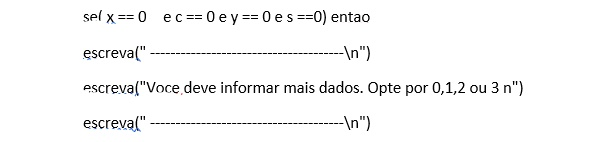 se( x == 0 e c == 0 e y == 0 e s ==0) entao
escreva(" --------------------------------------\n")
escreva("Voce deve informar mais dados. Opte por 0,1,2 ou 3 n")
escreva(" --------------------------------------\n")